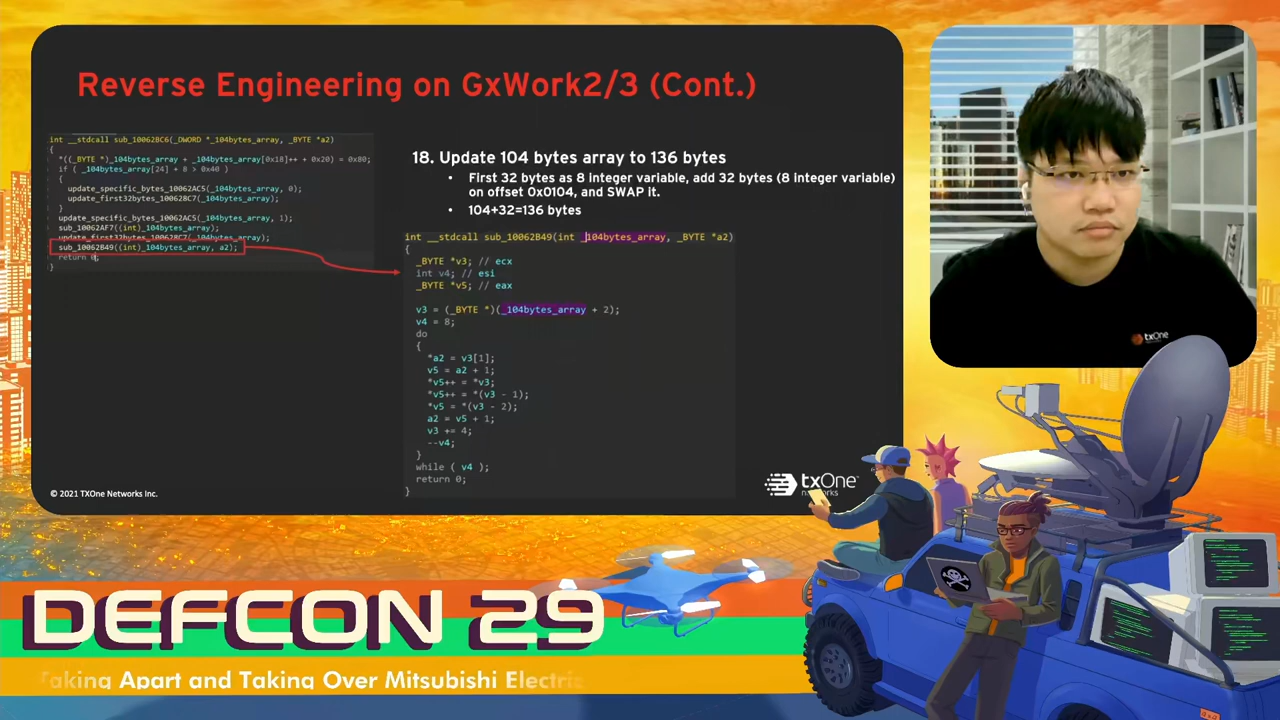 Reverse Engineering on GxWork2/3 (Cont.)
int __stdcall sub_10062BC6(_DWORD *_104bytes_array, _BYTE *a2)
{
*((_BYTE *)_104bytes_array + _104bytes_array[0x18]++ + 0x20) = 0x80;
if ( _104bytes_array[24] + 8 > 0x40 )
{
update_specific_bytes_10062AC5(_104bytes_array, 0);
update_first32bytes_10628C7(_104bytes_array);
}
update_specific_bytes_10062AC5(_104bytes_array, 1);
sub_10062AF7((int)_104bytes_array);
sub_10062B49((int)_104bytes_array, a2);
return 0;
}
18. Update 104 bytes array to 136 bytes
• First 32 bytes as 8 integer variable, add 32 bytes (8 integer variable)
on offset 0x0104, and SWAP it.
• 104+32=136 bytes
int __stdcall sub_10062B49(int _104bytes_array, _BYTE *a2)
{
_BYTE *v3; // ecx
int v4; // esi
_BYTE *v5; // eax
v3 = (_BYTE *)(_104bytes_array + 2);
v4 = 8;
do
{
*a2 = v3[1];
v5 = a2 + 1;
*v5++ = *v3;
*v5++ = *(v3 - 1);
*v5 = *(v3 - 2);
a2 = v5 + 1;
v3 += 4;
--v4;
}
while ( v4 );
return 0;
}
© 2021 TXOne Networks Inc.
txOne
txOne
DEFCON 29
Taking Apart and Taking Over Mitsubishi Electric